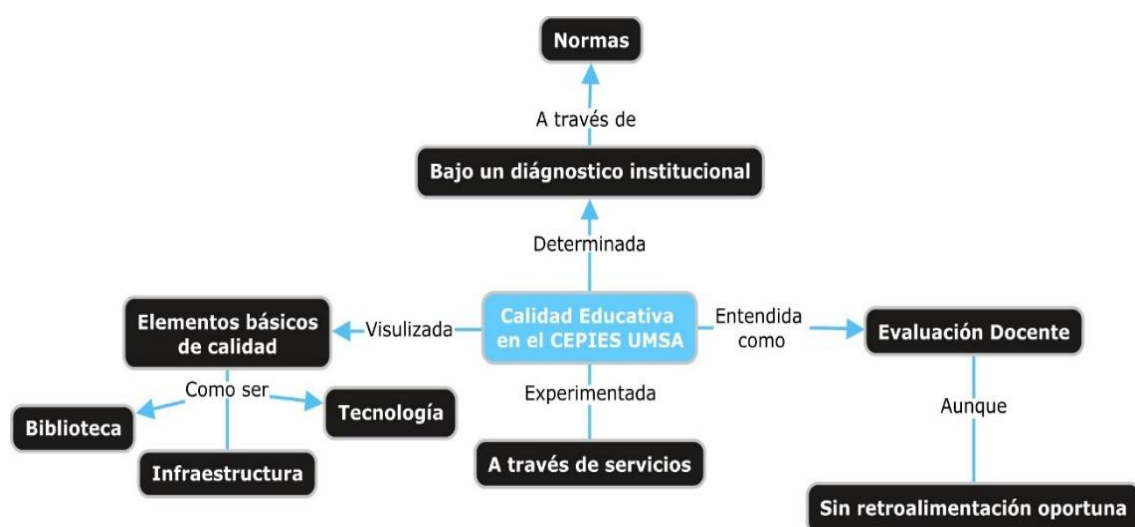 Normas
A través de
Bajo un diágnostico institucional
Determinada
Elementos básicos
de calidad
Visulizada
Calidad Educativa
en el CEPIES UMSA
Entendida
como
Evaluación Docente
Como ser
Experimentada
Aunque
Biblioteca
Tecnología
Infraestructura
A través de servicios
Sin retroalimentación oportuna